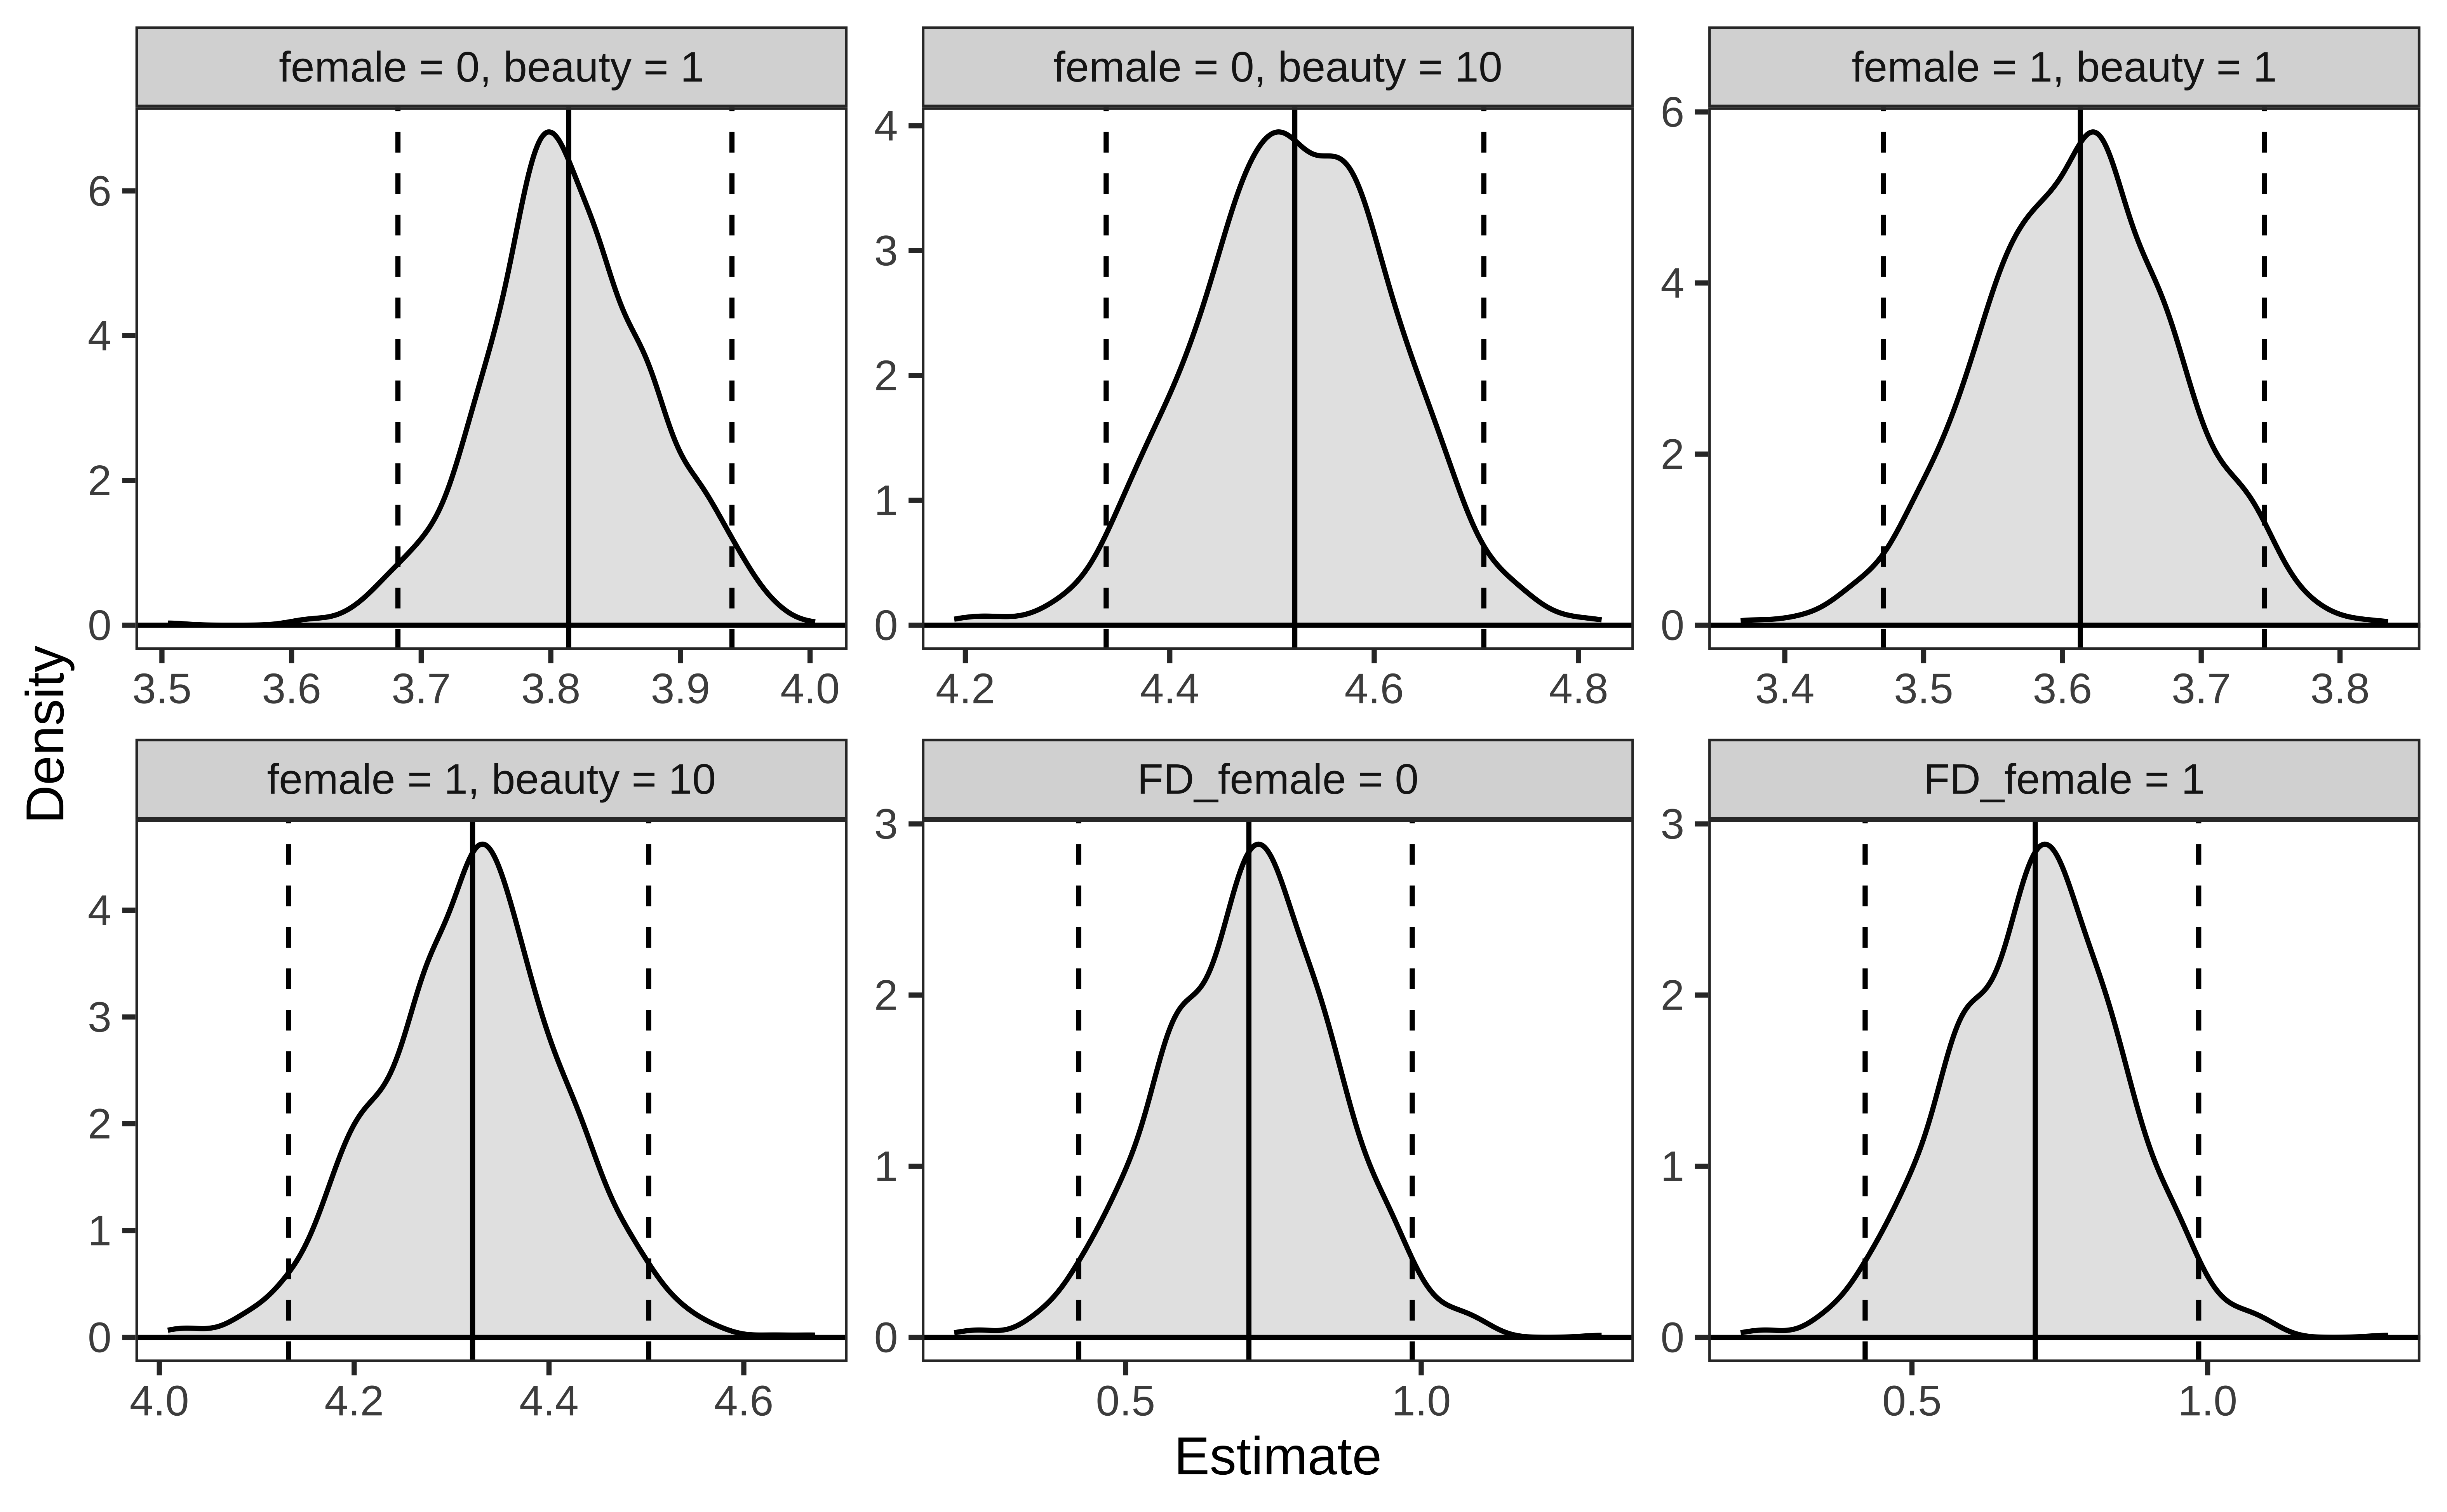 female = 0, beauty = 1
female = 0, beauty = 10
female = 1, beauty = 1
6
4
2
0
3.5 3.6 3.7 3.8 3.9 4.0
4
3
2
1
0
4.2 4.4 4.6 4.8
6
4
2
0
3.4 3.5 3.6 3.7 3.8
female = 1, beauty = 10
FD_female = 0
FD_female = 1
4
3
2
1
0
4.0 4.2 4.4 4.6
3
2
1
0
0.5 1.0
3
2
1
0
0.5 1.0
Density
Estimate